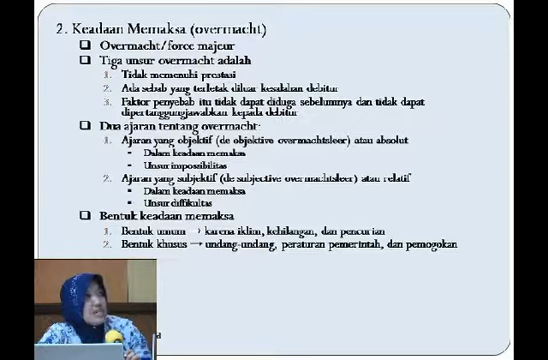 2. Keadaan Memaksa (overmacht)
❑ Overmacht/force majeur
❑ Tiga unsur overmacht adalah
1. Tidak memenuhi prestasi
2. Ada sebab yang terletak diluar kesalahan debitur
3. Faktor penyebab itu tidak dapat diduga sebelumnya dan tidak dapat
dipertanggungjawabkan kepada debitur
❑ Dua ajaran tentang overmacht:
1. Ajaran yang objektif (de objektive overmachtsleer) atau absolut
- Dalam keadaan memaksa
- Unsur impossibilitas
2. Ajaran yang subjektif (de subjective overmachtsleer) atau relatif
- Dalam keadaan memaksa
- Unsur diffikultas
❑ Bentuk keadaan memaksa
1. Bentuk umum → karena iklim, kehilangan, dan pencurian
2. Bentuk khusus → undang-undang, peraturan pemerintah, dan pemogokan